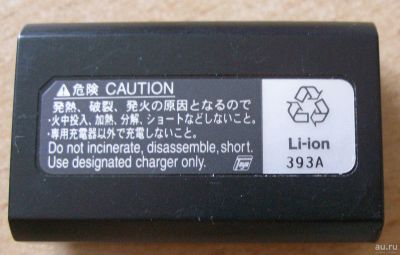 ⚠危険 CAUTION
発熱、破裂、発火の原因となるので
・火中投入、加熱、分解、ショートなどしないこと。
・専用充電器以外で充電しないこと。
Do not incinerate, disassemble, short.
Use designated charger only.
Li-ion
393A
au.ru